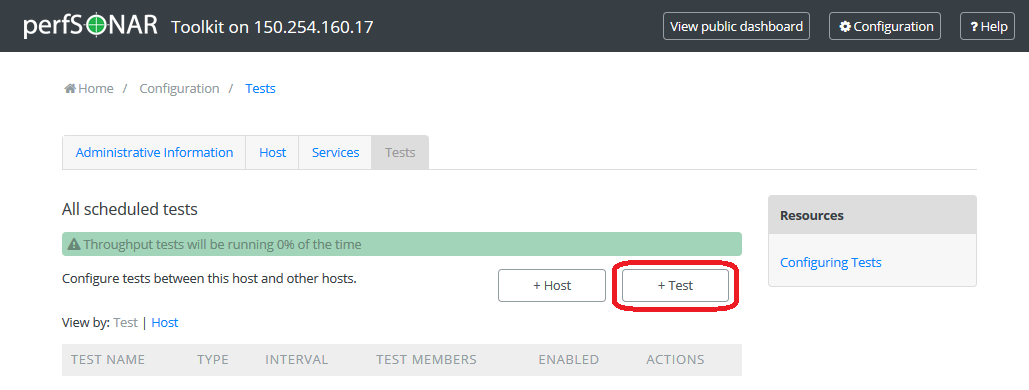 perfSONAR Toolkit on 150.254.160.17 View public dashboard Configuration ? Help
Home / Configuration / Tests
Administrative Information Host Services Tests
All scheduled tests
Resources
Throughput tests will be running 0% of the time
Configuring Tests
Configure tests between this host and other hosts.
+ Host + Test
View by: Test | Host
TEST NAME TYPE INTERVAL TEST MEMBERS ENABLED ACTIONS